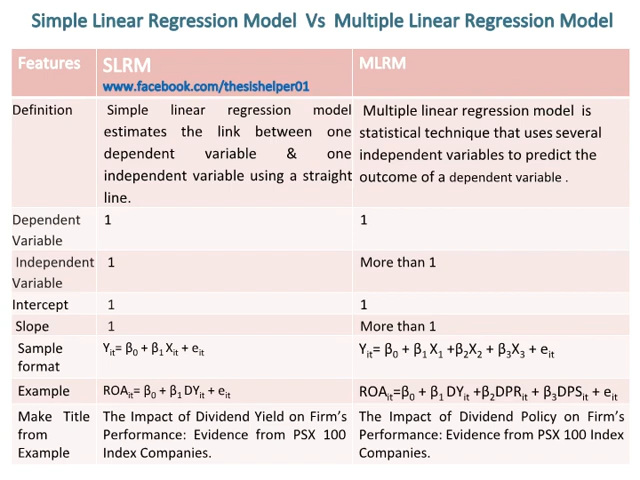 Simple Linear Regression Model Vs Multiple Linear Regression Model
Features
SLRM
www.facebook.com/thesishelper01
MLRM
Definition
Simple linear regression model
estimates the link between one
dependent variable & one
independent variable using a straight
line.
Multiple linear regression model is
statistical technique that uses several
independent variables to predict the
outcome of a dependent variable .
Dependent
Variable
1
1
Independent
Variable
1
More than 1
Intercept
1
1
Slope
1
More than 1
Sample
format
Yit= β0 + β1 Xit + eit
Yit= β0 + β1 X1 +β2X2 + β3X3 + eit
Example
ROAit= β0 + β1 DYit + eit
ROAit=β0 + β1 DYit +β2DPRit + β3DPSit + eit
Make Title
from
Example
The Impact of Dividend Yield on Firm’s
Performance: Evidence from PSX 100
Index Companies.
The Impact of Dividend Policy on Firm’s
Performance: Evidence from PSX 100 Index
Companies.